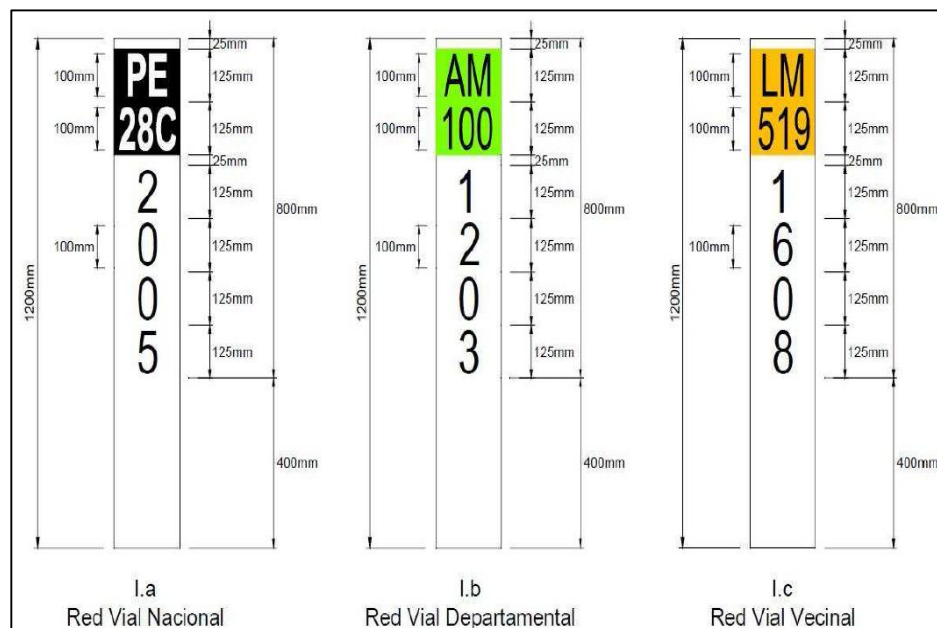 PE
28C
2
0
0
5
100mm
100mm
100mm
1200mm
25mm
125mm
125mm
25mm
125mm
125mm
125mm
125mm
800mm
400mm
I.a
Red Vial Nacional
AM
100
1
2
0
3
100mm
100mm
100mm
1200mm
25mm
125mm
125mm
25mm
125mm
125mm
125mm
125mm
800mm
400mm
I.b
Red Vial Departamental
LM
519
1
6
0
8
100mm
100mm
100mm
1200mm
25mm
125mm
125mm
25mm
125mm
125mm
125mm
125mm
800mm
400mm
I.c
Red Vial Vecinal